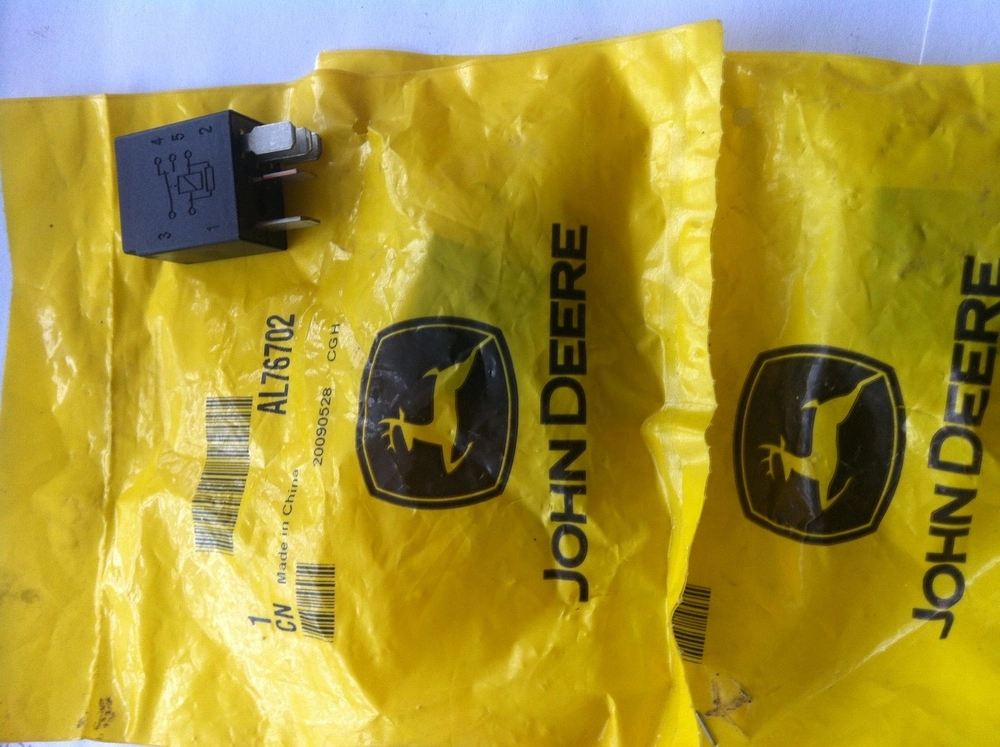 4 5 2
3 1
AL76702
20090528 CGH
Made in China
1
CN
JOHN DEERE
JOHN DEERE